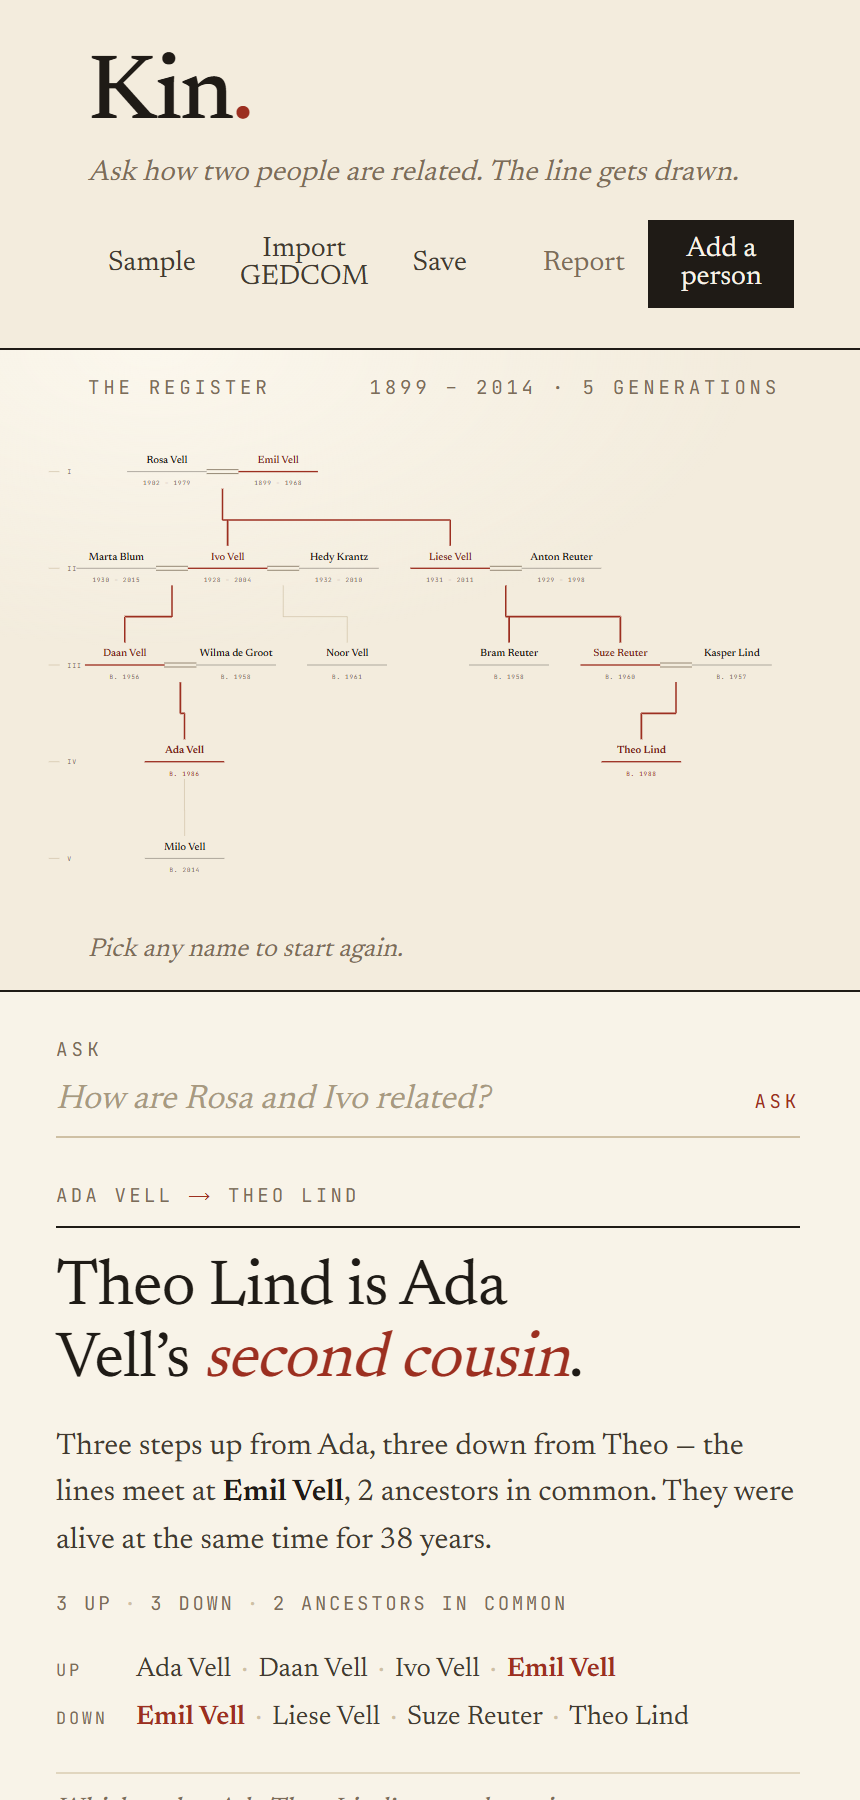 Kin.
Ask how two people are related. The line gets drawn.
Sample
Import
GEDCOM
Save
Report
Add a
person
THE REGISTER
1899 – 2014 · 5 GENERATIONS
I
Rosa Vell
Emil Vell
1902 – 1979
1899 – 1968
II
Marta Blum
Ivo Vell
Hedy Krantz
Liese Vell
Anton Reuter
1930 – 2015
1928 – 2004
1932 – 2010
1931 – 2011
1929 – 1998
III
Daan Vell
Wilma de Groot
Noor Vell
Bram Reuter
Suze Reuter
Kasper Lind
B. 1956
B. 1958
B. 1961
B. 1958
B. 1960
B. 1957
IV
Ada Vell
Theo Lind
B. 1986
B. 1988
V
Milo Vell
B. 2014
Pick any name to start again.
ASK
How are Rosa and Ivo related?
ASK
ADA VELL ⟶ THEO LIND
Theo Lind is Ada
Vell’s second cousin.
Three steps up from Ada, three down from Theo – the
lines meet at Emil Vell, 2 ancestors in common. They were
alive at the same time for 38 years.
3 UP · 3 DOWN · 2 ANCESTORS IN COMMON
UP Ada Vell · Daan Vell · Ivo Vell · Emil Vell
DOWN Emil Vell · Liese Vell · Suze Reuter · Theo Lind